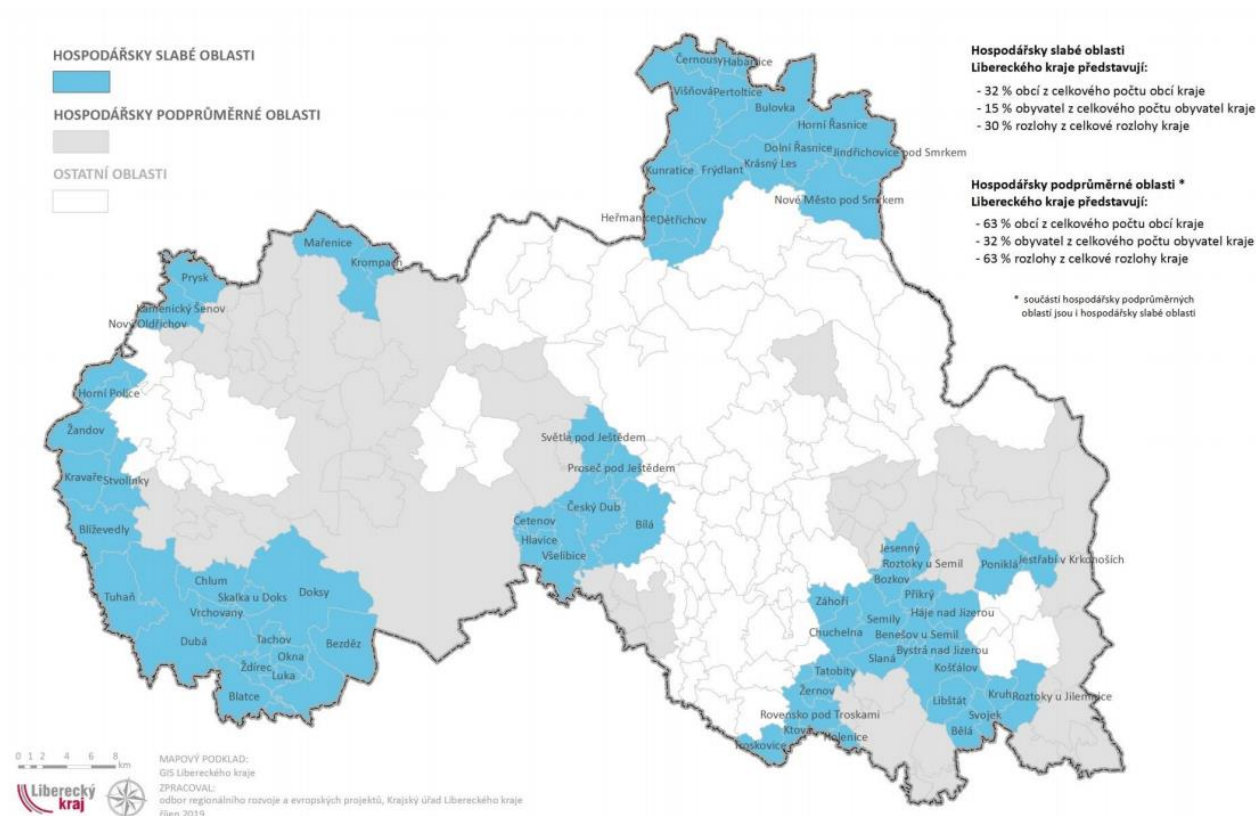 HOSPODÁŘSKY SLABÉ OBLASTI
HOSPODÁŘSKY PODPRŮMĚRNÉ OBLASTI
OSTATNÍ OBLASTI
Hospodářsky slabé oblasti
Libereckého kraje představují:
- 32 % obcí z celkového počtu obcí kraje
- 15 % obyvatel z celkového počtu obyvatel kraje
- 30 % rozlohy z celkové rozlohy kraje
Hospodářsky podprůměrné oblasti *
Libereckého kraje představují:
- 63 % obcí z celkového počtu obcí kraje
- 32 % obyvatel z celkového počtu obyvatel kraje
- 63 % rozlohy z celkové rozlohy kraje
* součástí hospodářsky podprůměrných
oblastí jsou i hospodářsky slabé oblasti
Černousy
Habartice
Višňová
Pertoltice
Bulovka
Horní Řasnice
Dolní Řasnice
Jindřichovice pod Smrkem
Krásný Les
Kunratice
Frýdlant
Nové Město pod Smrkem
Heřmanice
Dětřichov
Mařenice
Krompach
Prysk
Kamenický Šenov
Nový Oldřichov
Horní Police
Žandov
Kravaře
Stvolínky
Blíževedly
Světlá pod Ještědem
Proseč pod Ještědem
Český Dub
Cetenov
Bílá
Hlavice
Všelibice
Chlum
Skalka u Doks
Doksy
Tuhaň
Vrchovany
Dubá
Tachov
Bezděz
Okna
Ždírec
Luka
Blatce
Jesenný
Roztoky u Semil
Bozkov
Poniklá
Jestřabí v Krkonoších
Příkrý
Záhoří
Háje nad Jizerou
Semily
Chuchelna
Benešov u Semil
Bystrá nad Jizerou
Slaná
Košťálov
Tatobity
Žernov
Libštát
Kruh
Roztoky u Jilemnice
Rovensko pod Troskami
Svojek
Ktová
Holenice
Bělá
Troskovice
0 1 2 4 6 8
km
MAPOVÝ PODKLAD:
GIS Libereckého kraje
ZPRACOVAL:
odbor regionálního rozvoje a evropských projektů, Krajský úřad Libereckého kraje
říjen 2019
Liberecký
kraj